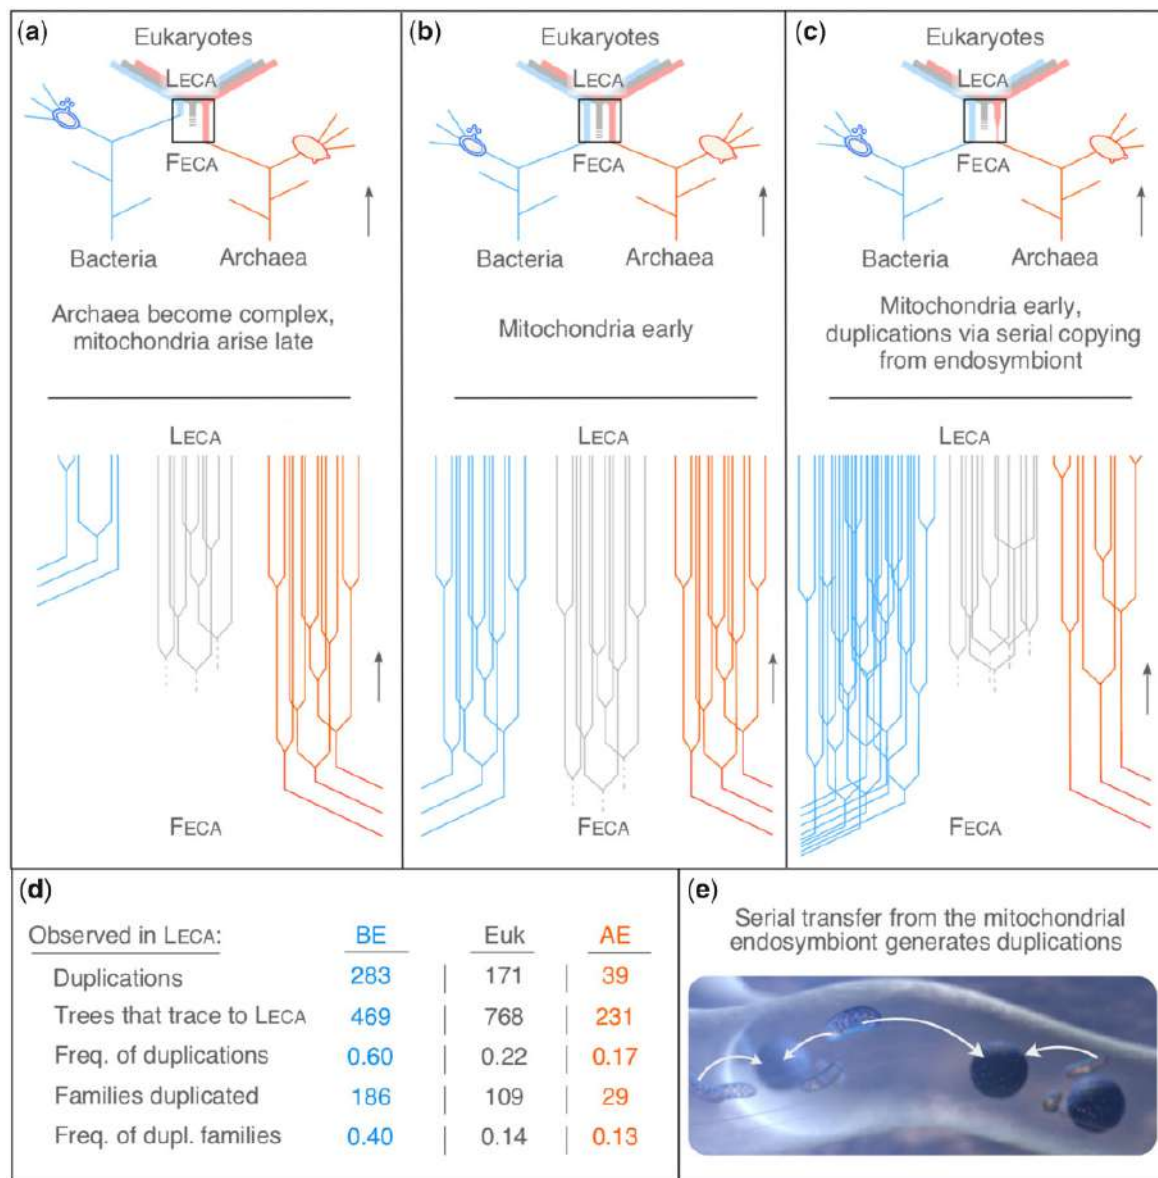 (a)
Eukaryotes
LECA
FECA
Bacteria Archaea
Archaea become complex,
mitochondria arise late
LECA
FECA
(b)
Eukaryotes
LECA
FECA
Bacteria Archaea
Mitochondria early
LECA
FECA
(c)
Eukaryotes
LECA
FECA
Bacteria Archaea
Mitochondria early,
duplications via serial copying
from endosymbiont
LECA
FECA
(d)
Observed in LECA: BE Euk AE
Duplications 283 | 171 | 39
Trees that trace to LECA 469 | 768 | 231
Freq. of duplications 0.60 | 0.22 | 0.17
Families duplicated 186 | 109 | 29
Freq. of dupl. families 0.40 | 0.14 | 0.13
(e)
Serial transfer from the mitochondrial
endosymbiont generates duplications